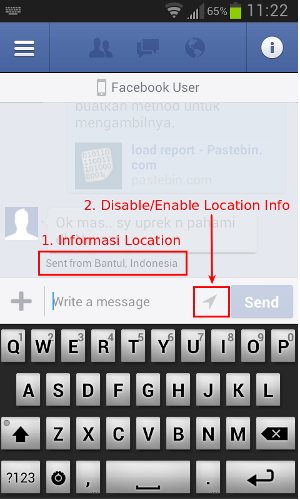 65% 11:22
Facebook User
buatkan method untuk
mengambilnya.
load report - Pastebin.
com
pastebin.com
2. Disable/Enable Location Info
Ok mas.. sy uprek n pahami
1. Informasi Location
Sent from Bantul, Indonesia
Write a message
Send
1 2 3 4 5 6 7 8 9 0
Q W E R T Y U I O P
A S D F G H J K L
Z X C V B N M
?123 , .